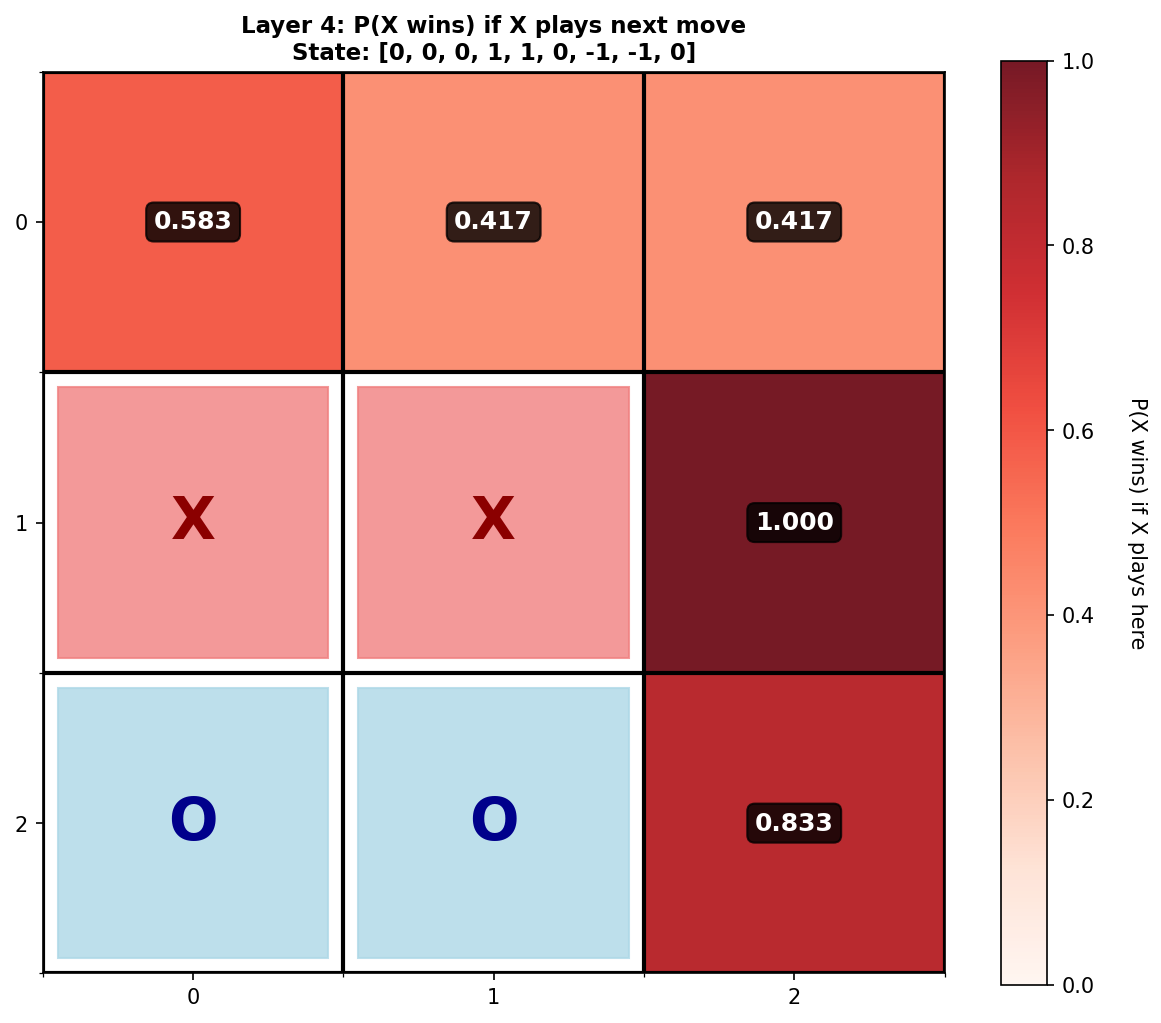 Layer 4: P(X wins) if X plays next move
State: [0, 0, 0, 1, 1, 0, -1, -1, 0]
0
0.583
0.417
0.417
1
X
X
1.000
2
O
O
0.833
0
1
2
1.0
0.8
0.6
0.4
0.2
0.0
P(X wins) if X plays here